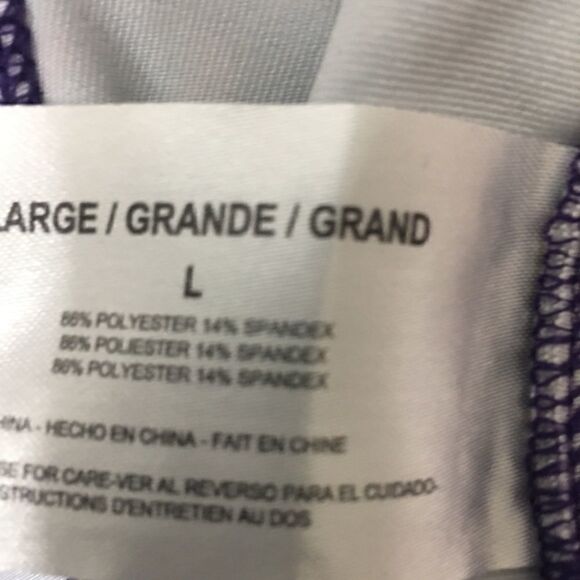 LARGE / GRANDE / GRAND
L
86% POLYESTER 14% SPANDEX
86% POLIESTER 14% SPANDEX
86% POLYESTER 14% SPANDEX
HINA - HECHO EN CHINA - FAIT EN CHINE
SE FOR CARE-VER AL REVERSO PARA EL CUIDADO-
STRUCTIONS D'ENTRETIEN AU DOS